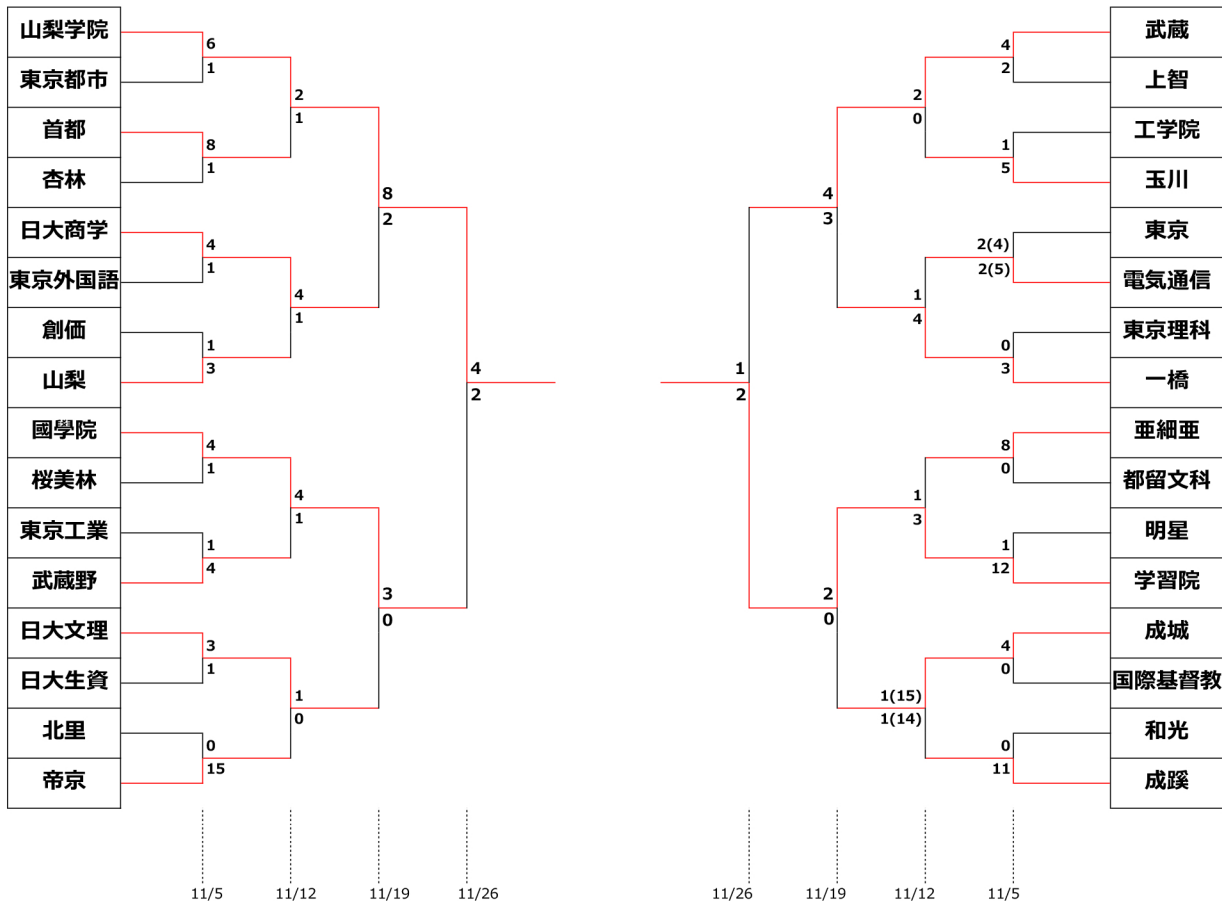 山梨学院
東京都市
首都
杏林
日大商学
東京外国語
創価
山梨
國學院
桜美林
東京工業
武蔵野
日大文理
日大生資
北里
帝京
6
1
8
1
4
1
1
3
4
1
1
4
3
1
0
15
2
1
4
1
4
1
1
0
8
2
3
0
4
2
11/5
11/12
11/19
11/26
1
2
4
3
2
0
2
0
1
4
1
3
1(15)
1(14)
4
2
1
5
2(4)
2(5)
0
3
8
0
1
12
4
0
0
11
武蔵
上智
工学院
玉川
東京
電気通信
東京理科
一橋
亜細亜
都留文科
明星
学習院
成城
国際基督教
和光
成蹊
11/26
11/19
11/12
11/5